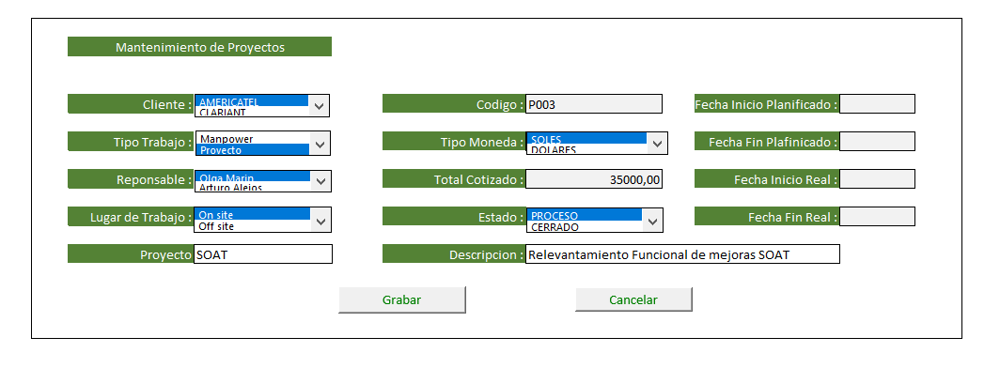 Mantenimiento de Proyectos
Cliente : AMERICATEL CLARIANT Codigo : P003 Fecha Inicio Planificado :
Tipo Trabajo : Manpower Proyecto Tipo Moneda : SOLES DOLARES Fecha Fin Plafinicado :
Reponsable : Olga Marin Arturo Alejos Total Cotizado : 35000,00 Fecha Inicio Real :
Lugar de Trabajo : On site Off site Estado : PROCESO CERRADO Fecha Fin Real :
Proyecto SOAT Descripcion : Relevantamiento Funcional de mejoras SOAT
Grabar Cancelar